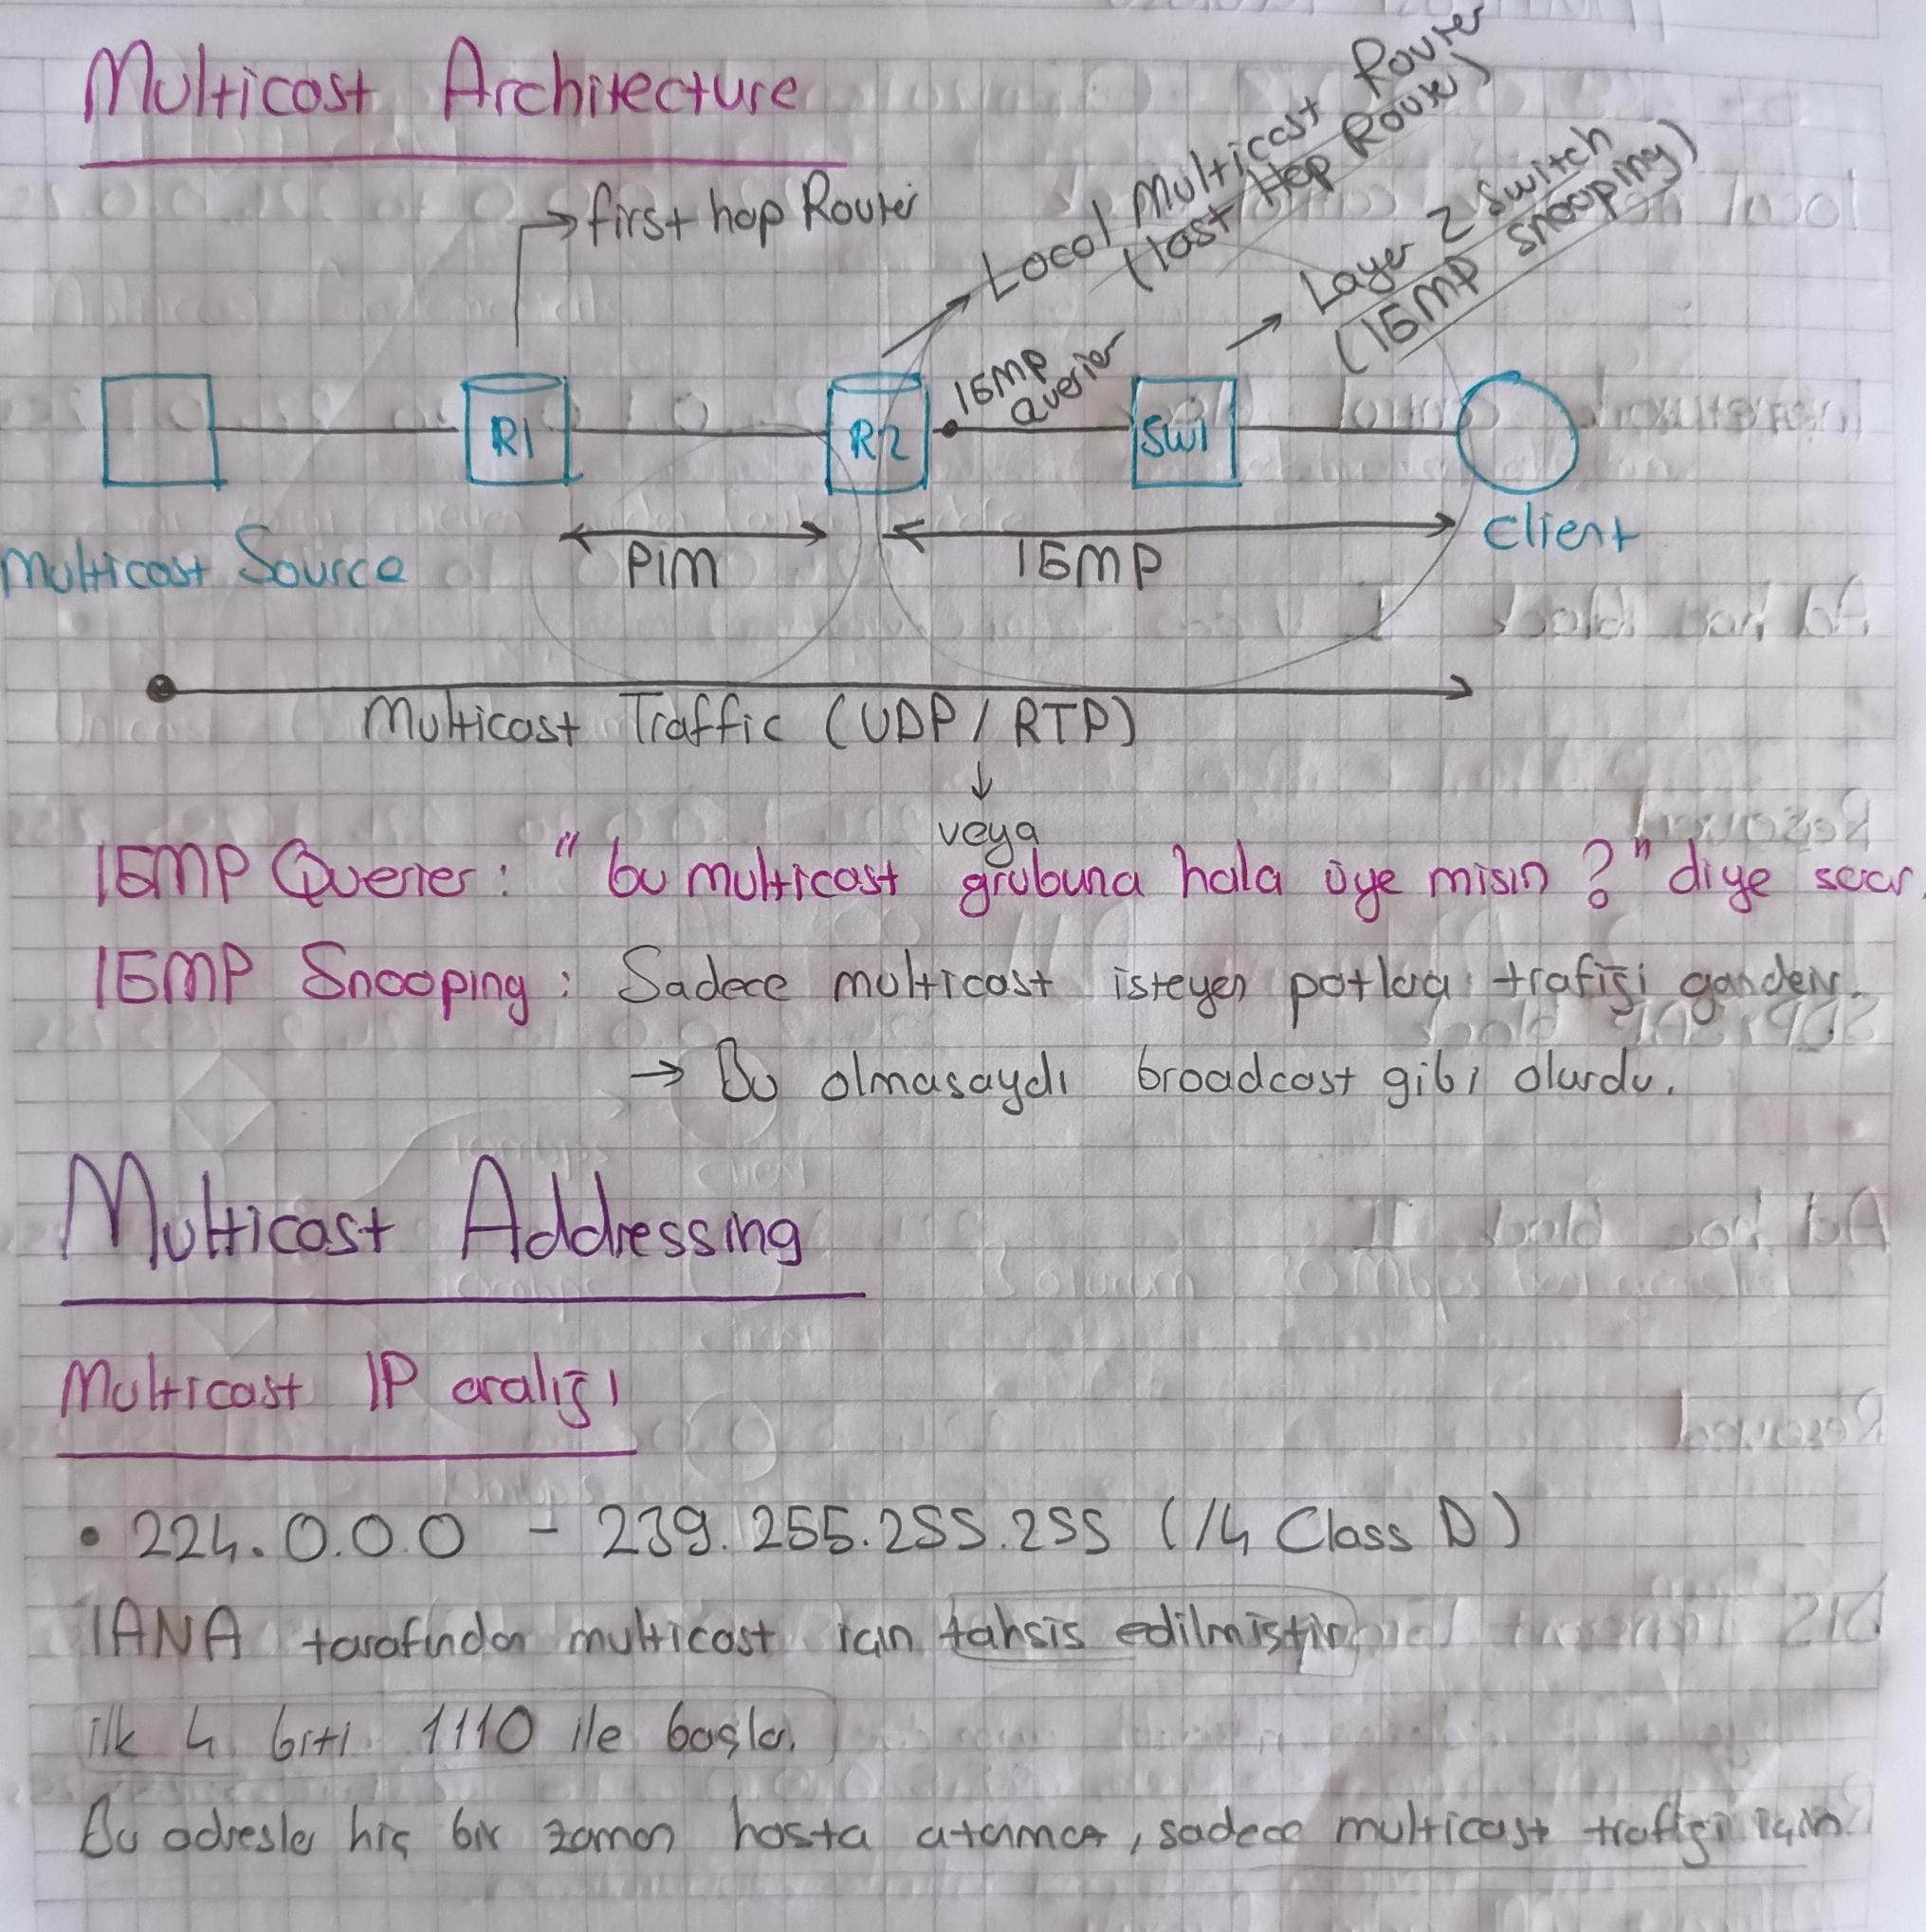 Multicast Architecture
first hop Router
Local Multicast Router
(last Hop Router)
Layer 2 Switch
(IGMP snooping)
IGMP
Querier
R1
R2
SW1
Multicast Source
PIM
IGMP
Client
Multicast Traffic (UDP / RTP)
↓
veya
IGMP Querier : " bu multicast grubuna hala üye misin ? " diye sorar.
IGMP Snooping : Sadece multicast isteyen potlara trafiği gönderir.
→ Bu olmasaydı broadcast gibi olurdu.
Multicast Addressing
Multicast IP aralığı
• 224.0.0.0 - 239.255.255.255 (/4 Class D)
IANA tarafından multicast için tahsis edilmiştir
ilk 4 biti 1110 ile başlar.
Bu adresler hiç bir zaman hosta atanmaz, sadece multicast trafiği için